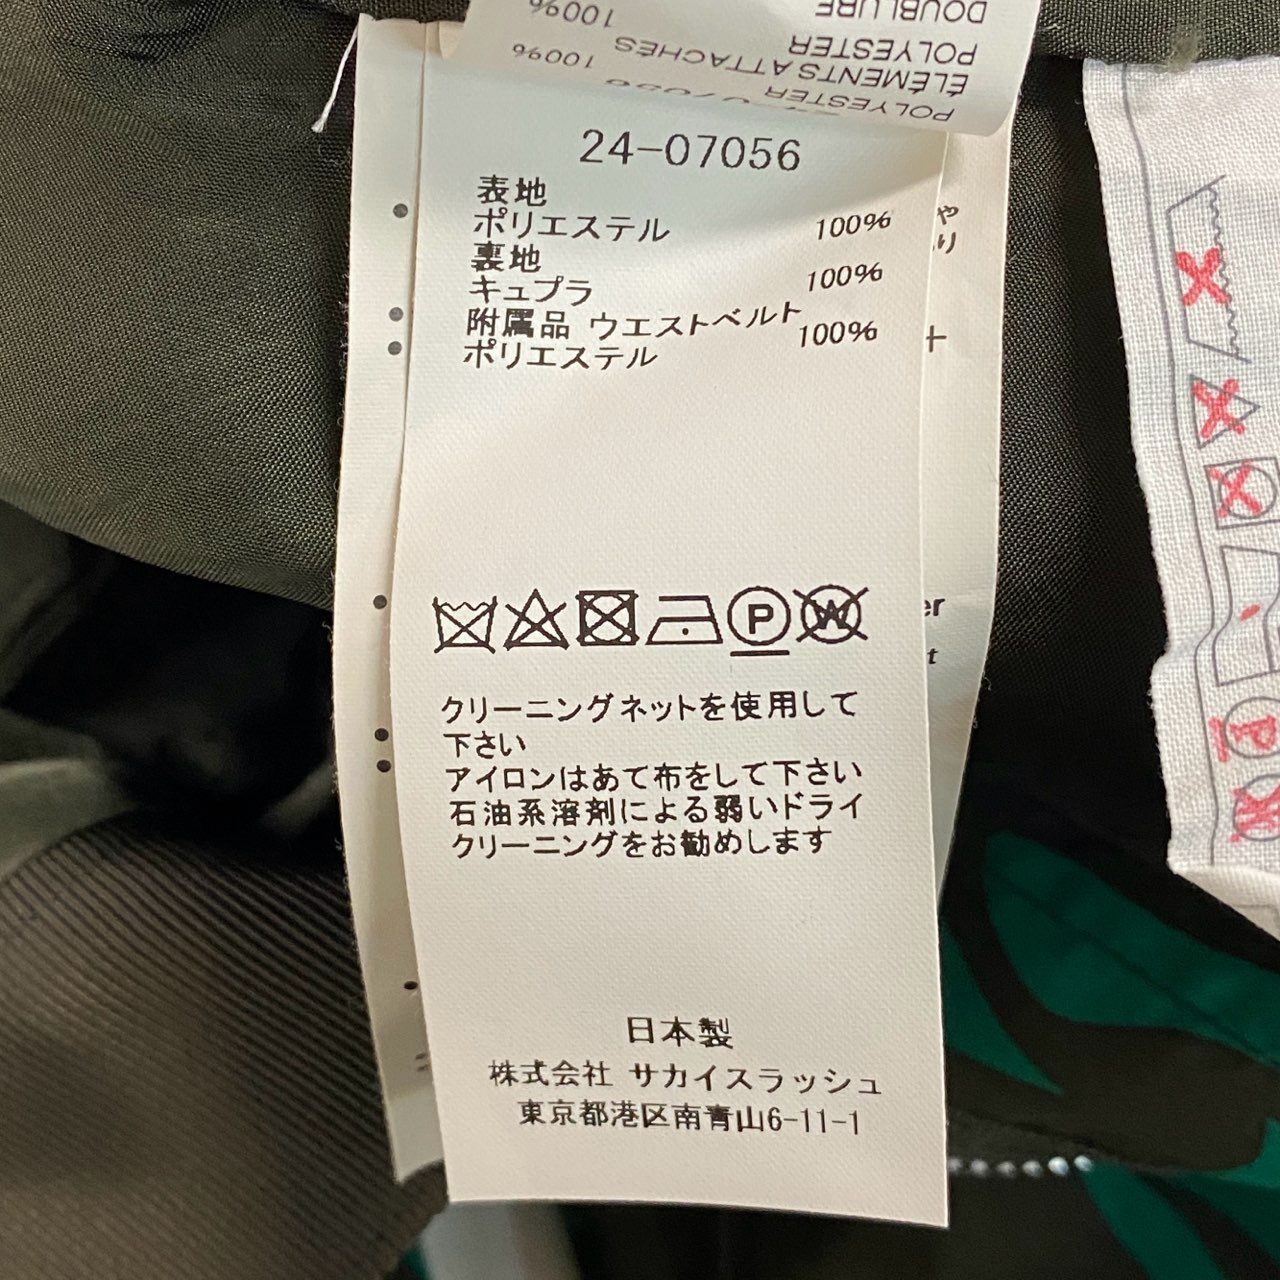 100%
DOUBLURE
POLYESTER
100%
ÉLÉMENTS ATTACHÉS
POLYESTER
100%
24-07056
表地
ポリエステル 100%
裏地
キュプラ 100%
附属品 ウエストベルト
ポリエステル 100%
P
W
クリーニングネットを使用して
下さい
アイロンはあて布をして下さい
石油系溶剤による弱いドライ
クリーニングをお勧めします
日本製
株式会社 サカイスラッシュ
東京都港区南青山6-11-1
P
W